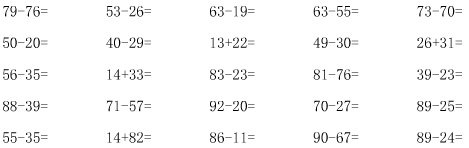 79-76= 53-26= 63-19= 63-55= 73-70=
50-20= 40-29= 13+22= 49-30= 26+31=
56-35= 14+33= 83-23= 81-76= 39-23=
88-39= 71-57= 92-20= 70-27= 89-25=
55-35= 14+82= 86-11= 90-67= 89-24=